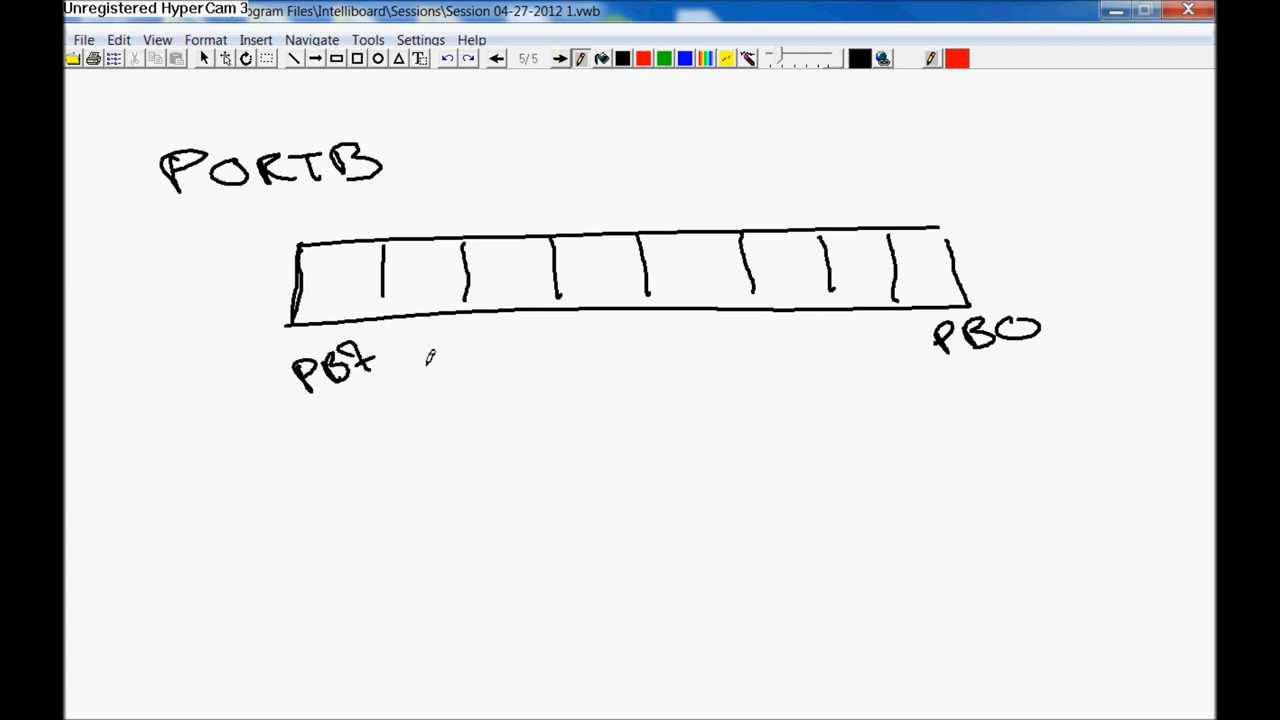 Unregistered HyperCam 3
ogram Files\Intelliboard\Sessions\Session 04-27-2012 1.vwb
File Edit View Format Insert Navigate Tools Settings Help
5/5
PORTB
PB7 PB0